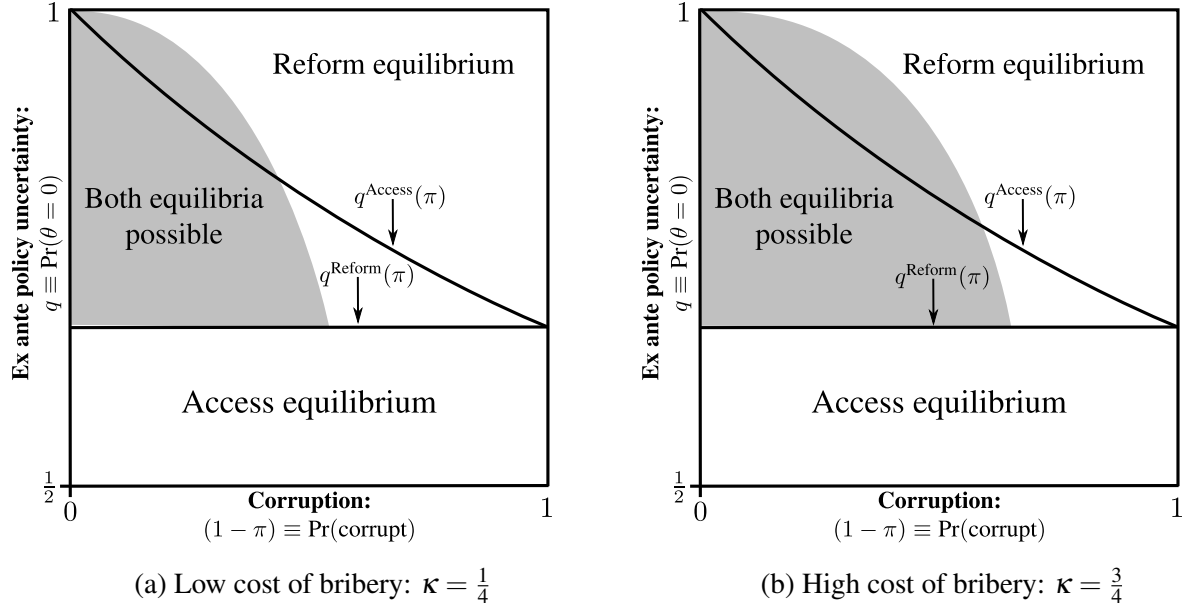 1
Reform equilibrium
Both equilibria
possible
q^Access(π)
q^Reform(π)
Access equilibrium
Ex ante policy uncertainty:
q ≡ Pr(θ = 0)
1/2
0
Corruption:
1
(1 − π) ≡ Pr(corrupt)
(a) Low cost of bribery: κ = 1/4
1
Reform equilibrium
Both equilibria
possible
q^Access(π)
q^Reform(π)
Access equilibrium
Ex ante policy uncertainty:
q ≡ Pr(θ = 0)
1/2
0
Corruption:
1
(1 − π) ≡ Pr(corrupt)
(b) High cost of bribery: κ = 3/4